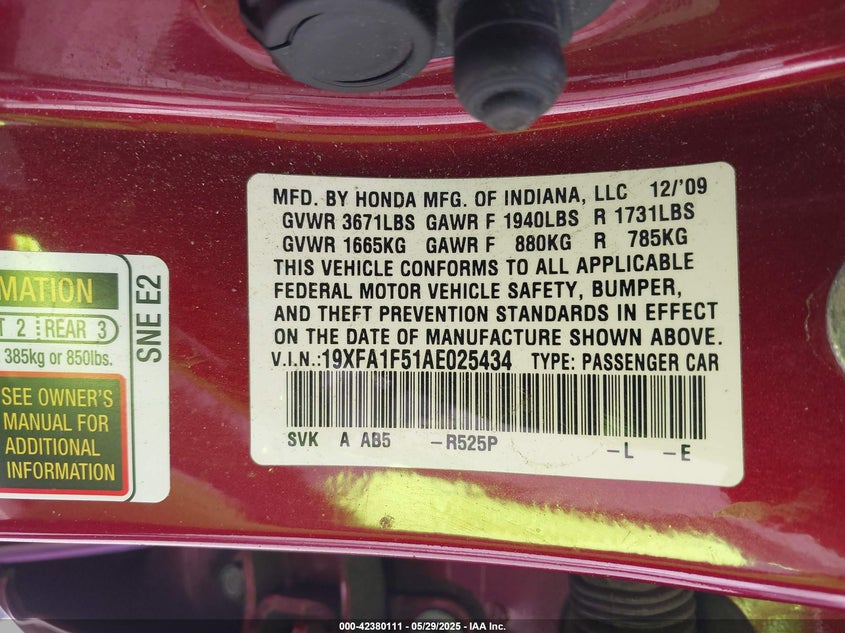 MFD. BY HONDA MFG. OF INDIANA, LLC 12/'09
GVWR 3671LBS GAWR F 1940LBS R 1731LBS
GVWR 1665KG GAWR F 880KG R 785KG
THIS VEHICLE CONFORMS TO ALL APPLICABLE
FEDERAL MOTOR VEHICLE SAFETY, BUMPER,
AND THEFT PREVENTION STANDARDS IN EFFECT
ON THE DATE OF MANUFACTURE SHOWN ABOVE.
V.I.N.:19XFA1F51AE025434 TYPE: PASSENGER CAR
SVK A AB5 -R525P -L -E
MATION
T 2 REAR 3
385kg or 850lbs.
SEE OWNER'S
MANUAL FOR
ADDITIONAL
INFORMATION
SNE E2
000-42380111 - 05/29/2025 - IAA Inc.